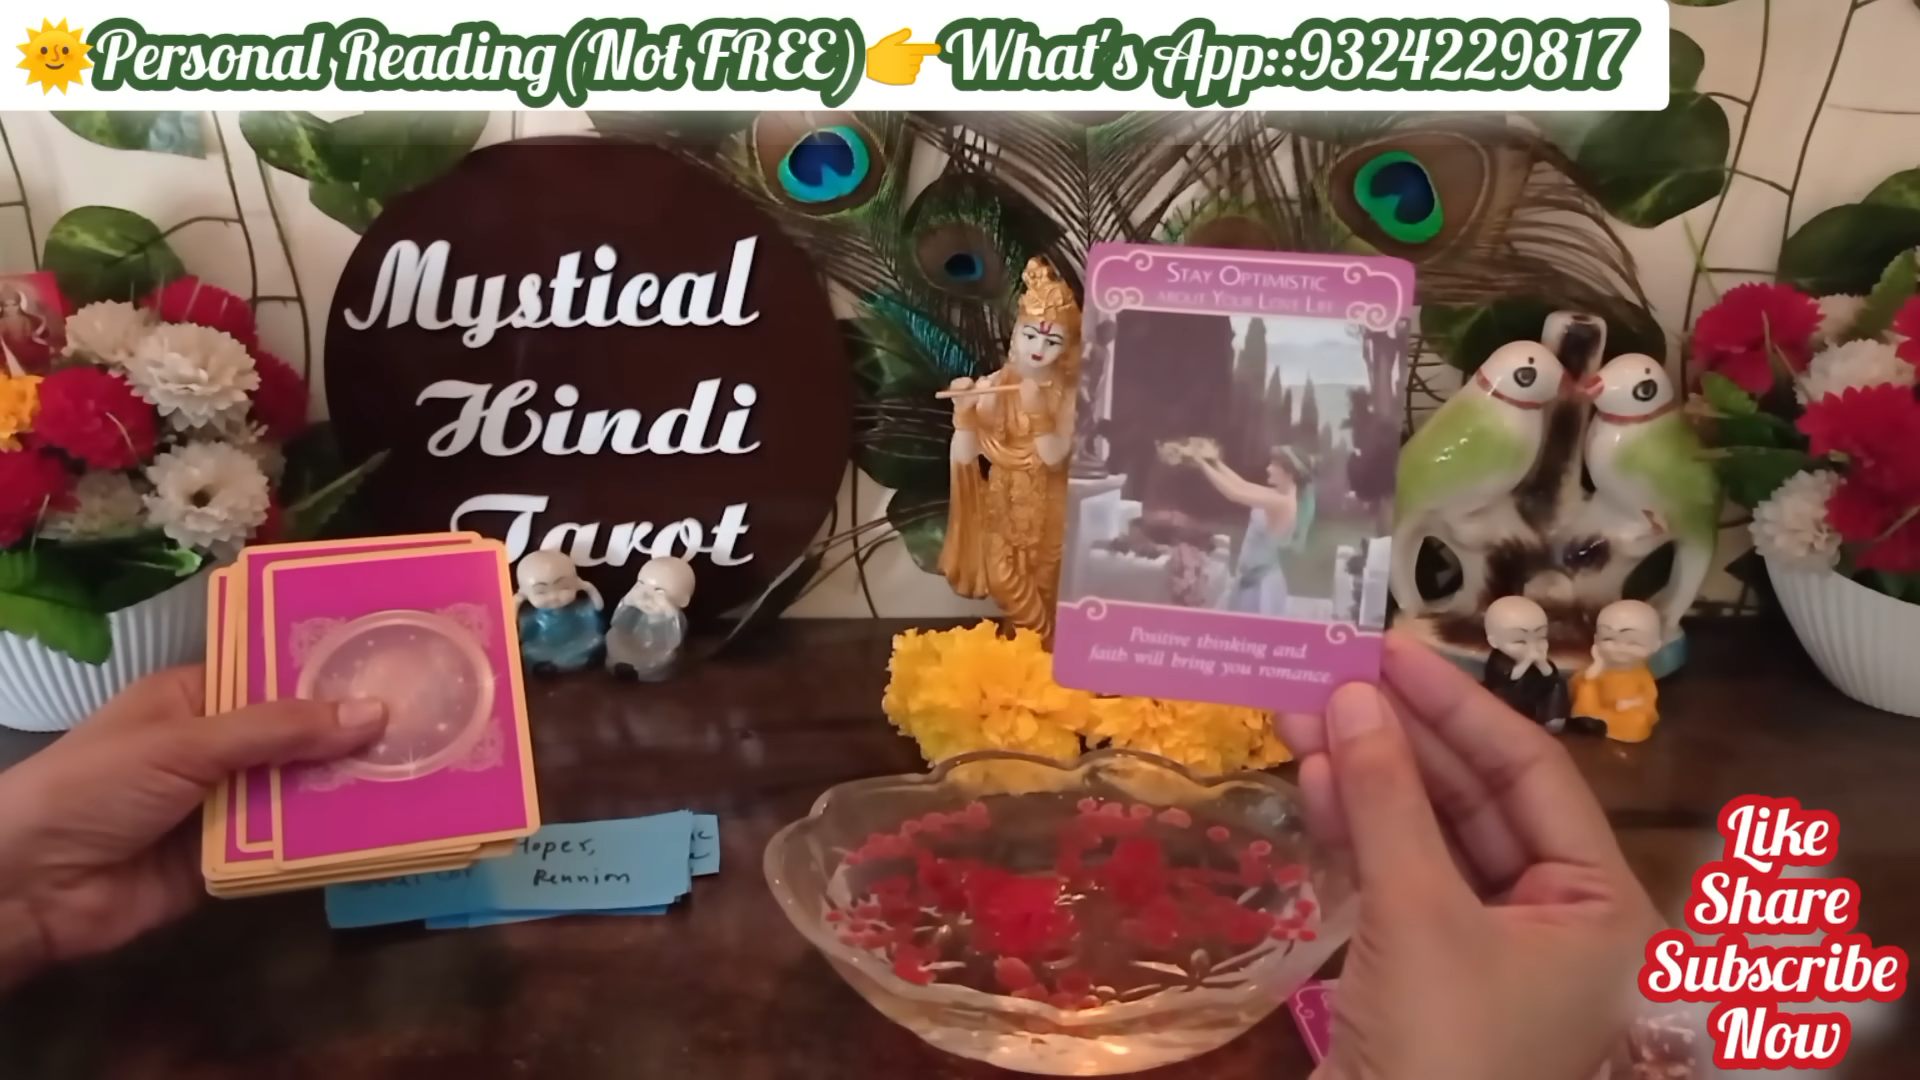 🌞Personal Reading (Not FREE)👉What's App::9324229817
Mystical
Hindi
Tarot
STAY OPTIMISTIC
ABOUT YOUR LOVE LIFE
Positive thinking and
faith will bring you romance.
Hopes,
Reunion
Like
Share
Subscribe
Now